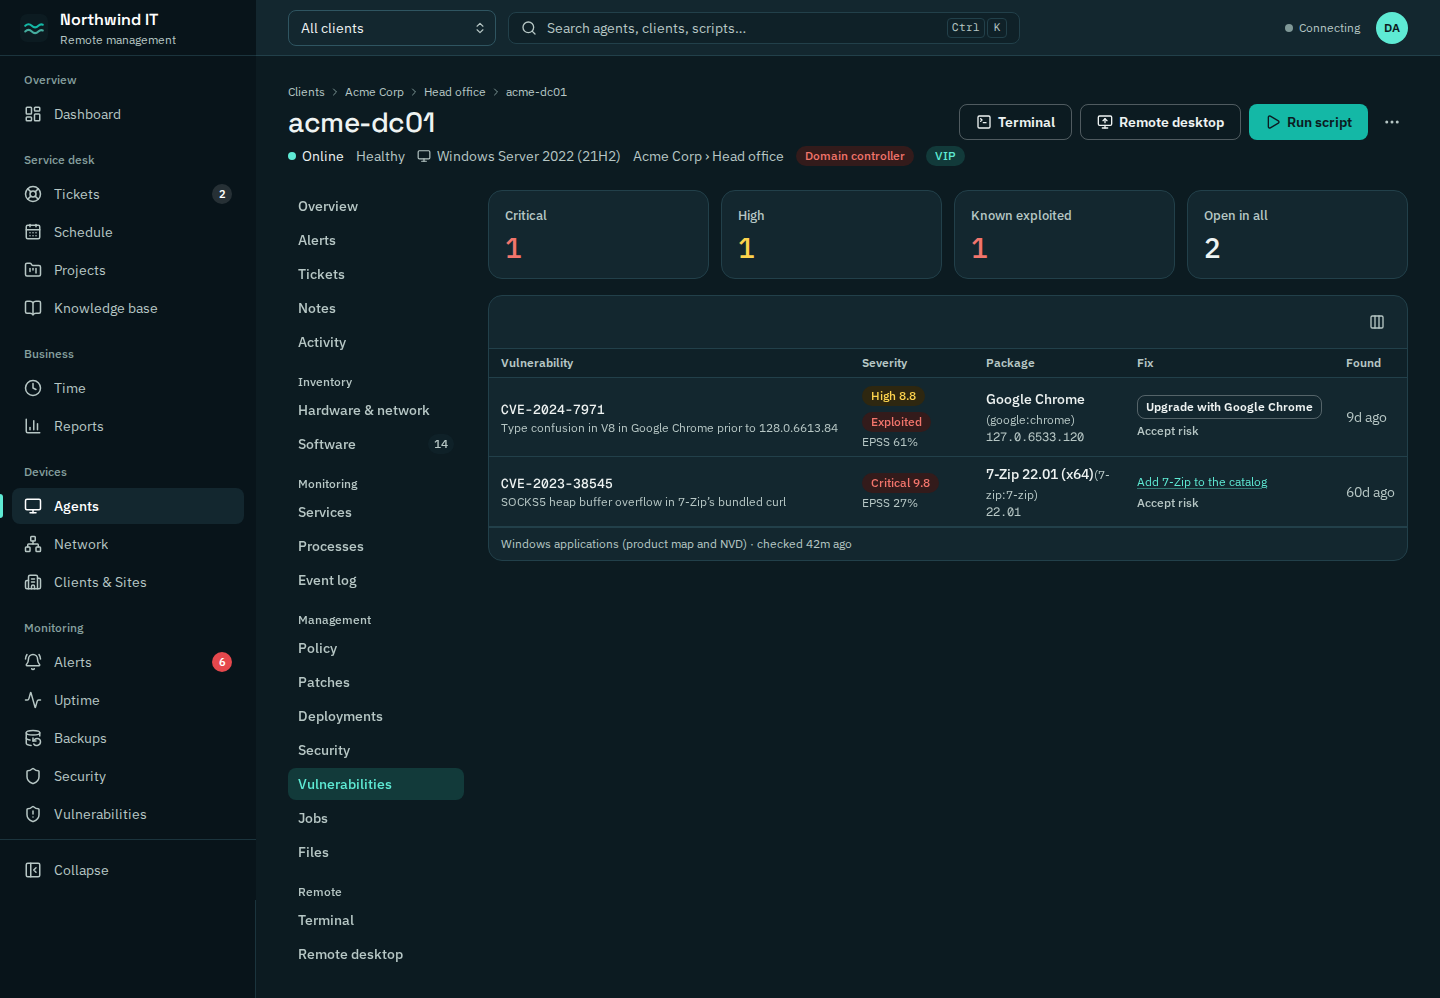 Northwind IT
Remote management
All clients
Search agents, clients, scripts...
Ctrl K
Connecting
DA
Overview
Dashboard
Service desk
Tickets 2
Schedule
Projects
Knowledge base
Business
Time
Reports
Devices
Agents
Network
Clients & Sites
Monitoring
Alerts 6
Uptime
Backups
Security
Vulnerabilities
Collapse
Clients > Acme Corp > Head office > acme-dc01
acme-dc01
Terminal
Remote desktop
Run script
Online Healthy Windows Server 2022 (21H2) Acme Corp › Head office Domain controller VIP
Overview
Alerts
Tickets
Notes
Activity
Inventory
Hardware & network
Software 14
Monitoring
Services
Processes
Event log
Management
Policy
Patches
Deployments
Security
Vulnerabilities
Jobs
Files
Remote
Terminal
Remote desktop
Critical
1
High
1
Known exploited
1
Open in all
2
Vulnerability Severity Package Fix Found
CVE-2024-7971
Type confusion in V8 in Google Chrome prior to 128.0.6613.84
High 8.8
Exploited
EPSS 61%
Google Chrome
(google:chrome)
127.0.6533.120
Upgrade with Google Chrome
Accept risk
9d ago
CVE-2023-38545
SOCKS5 heap buffer overflow in 7-Zip’s bundled curl
Critical 9.8
EPSS 27%
7-Zip 22.01 (x64)(7-
zip:7-zip)
22.01
Add 7-Zip to the catalog
Accept risk
60d ago
Windows applications (product map and NVD) · checked 42m ago